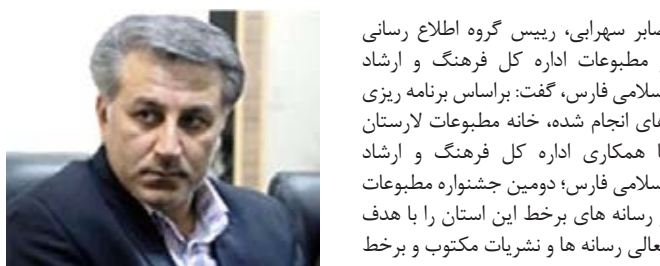 صابر سهرابی، رییس گروه اطلاع رسانی
و مطبوعات اداره کل فرهنگ و ارشاد
اسلامی فارس، گفت: براساس برنامه ریزی
های انجام شده، خانه مطبوعات لارستان
با همکاری اداره کل فرهنگ و ارشاد
اسلامی فارس؛ دومین جشنواره مطبوعات
و رسانه های برخط این استان را با هدف
تعالی رسانه ها و نشریات مکتوب و برخط